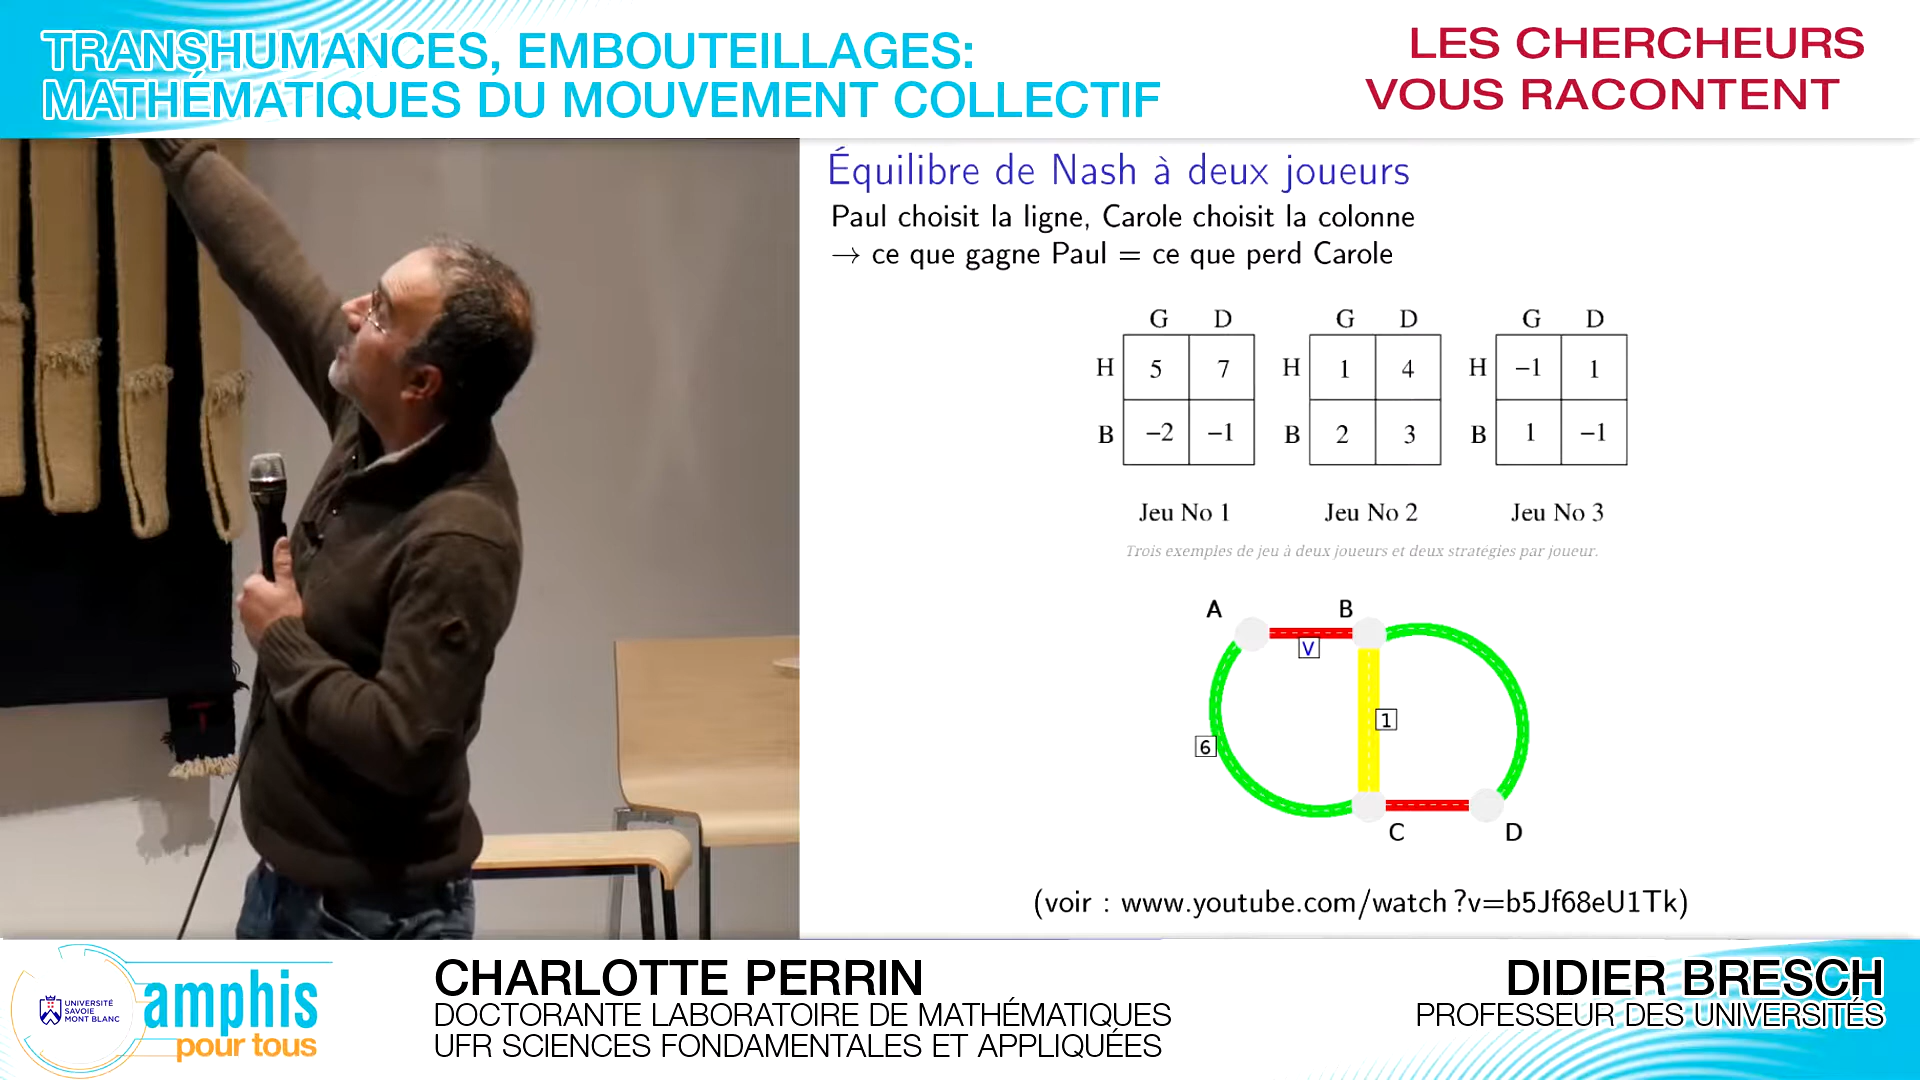 TRANSHUMANCES, EMBOUTEILLAGES:
MATHÉMATIQUES DU MOUVEMENT COLLECTIF
LES CHERCHEURS
VOUS RACONTENT
Équilibre de Nash à deux joueurs
Paul choisit la ligne, Carole choisit la colonne
→ ce que gagne Paul = ce que perd Carole
G D
H 5 7
B −2 −1
Jeu No 1
G D
H 1 4
B 2 3
Jeu No 2
G D
H −1 1
B 1 −1
Jeu No 3
Trois exemples de jeu à deux joueurs et deux stratégies par joueur.
A B
V
1
6
C D
(voir : www.youtube.com/watch ?v=b5Jf68eU1Tk)
UNIVERSITÉ
SAVOIE
MONT BLANC
amphis
pour tous
CHARLOTTE PERRIN
DOCTORANTE LABORATOIRE DE MATHÉMATIQUES
UFR SCIENCES FONDAMENTALES ET APPLIQUÉES
DIDIER BRESCH
PROFESSEUR DES UNIVERSITÉS